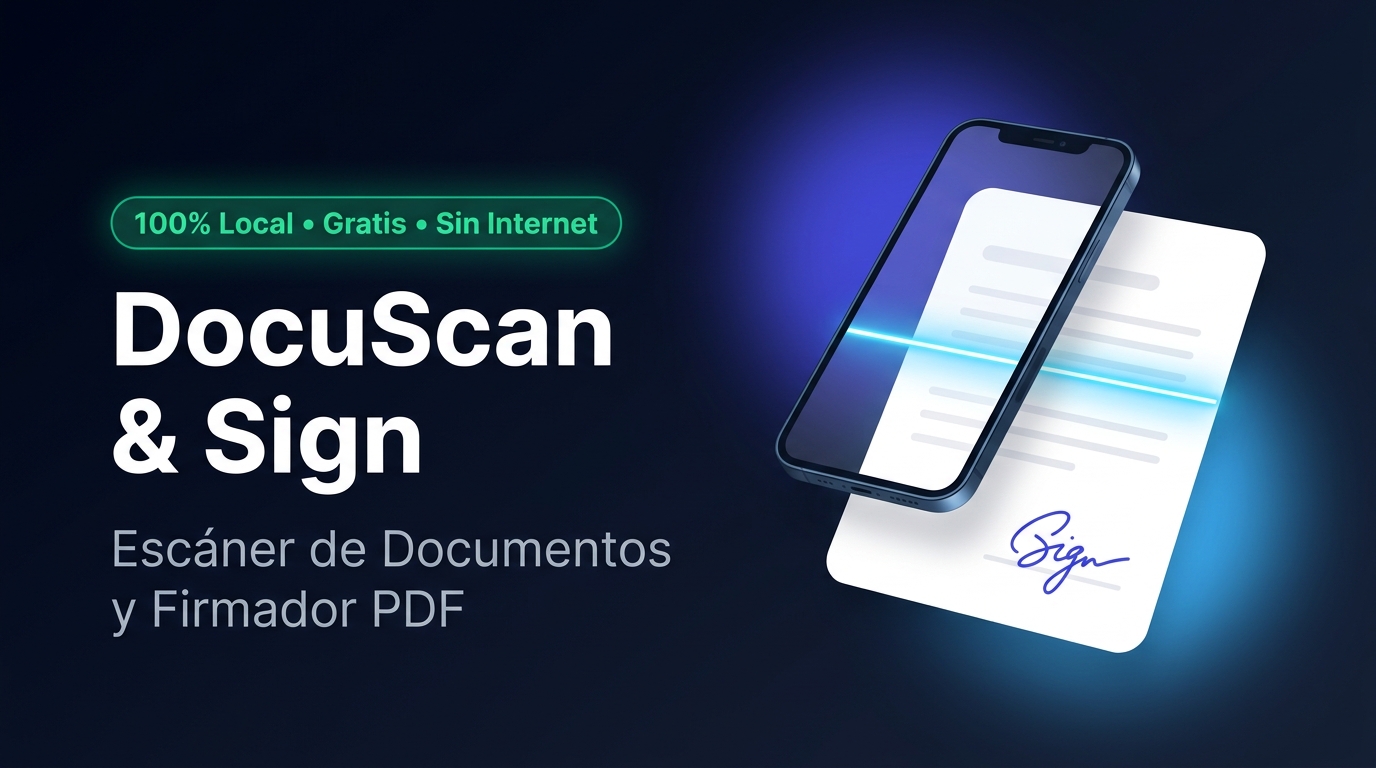 100% Local • Gratis • Sin Internet
DocuScan
& Sign
Escáner de Documentos
y Firmador PDF
Sign